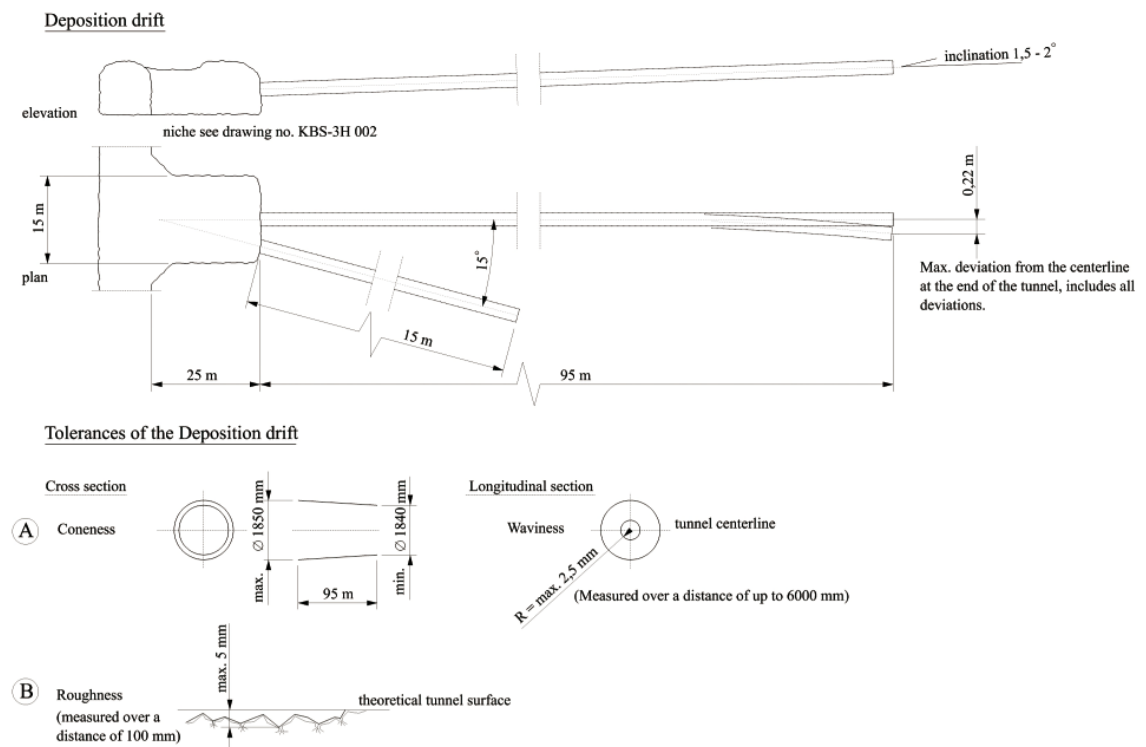 Deposition drift
inclination 1,5 - 2°
elevation
niche see drawing no. KBS-3H 002
0,22 m
15 m
15°
plan
Max. deviation from the centerline
at the end of the tunnel, includes all
deviations.
15 m
25 m
95 m
Tolerances of the Deposition drift
Cross section
Longitudinal section
A
Coneness
max. Ø 1850 mm
95 m
min. Ø 1840 mm
Waviness
tunnel centerline
R = max. 2,5 mm
(Measured over a distance of up to 6000 mm)
B
Roughness
(measured over a
distance of 100 mm)
max. 5 mm
theoretical tunnel surface